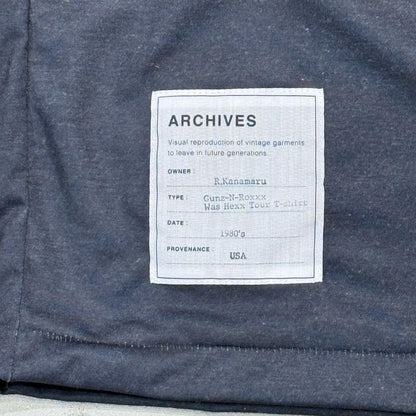 ARCHIVES
Visual reproduction of vintage garments
to leave in future generations.
OWNER :
R.Kanamaru
TYPE : Gunz-N-Roxxx
Was Hexx Tour T-shirt
DATE :
1980's
PROVENANCE :
USA